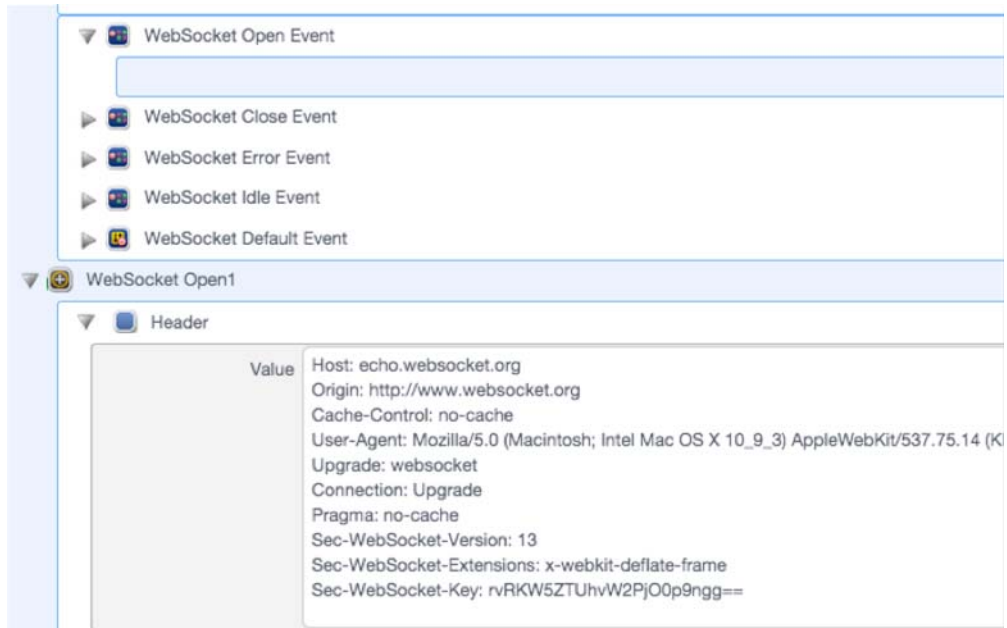 WebSocket Open Event
WebSocket Close Event
WebSocket Error Event
WebSocket Idle Event
WebSocket Default Event
WebSocket Open1
Header
Value
Host: echo.websocket.org
Origin: http://www.websocket.org
Cache-Control: no-cache
User-Agent: Mozilla/5.0 (Macintosh; Intel Mac OS X 10_9_3) AppleWebKit/537.75.14
Upgrade: websocket
Connection: Upgrade
Pragma: no-cache
Sec-WebSocket-Version: 13
Sec-WebSocket-Extensions: x-webkit-deflate-frame
Sec-WebSocket-Key: rvRKW5ZTUhvW2PjO0p9ngg==